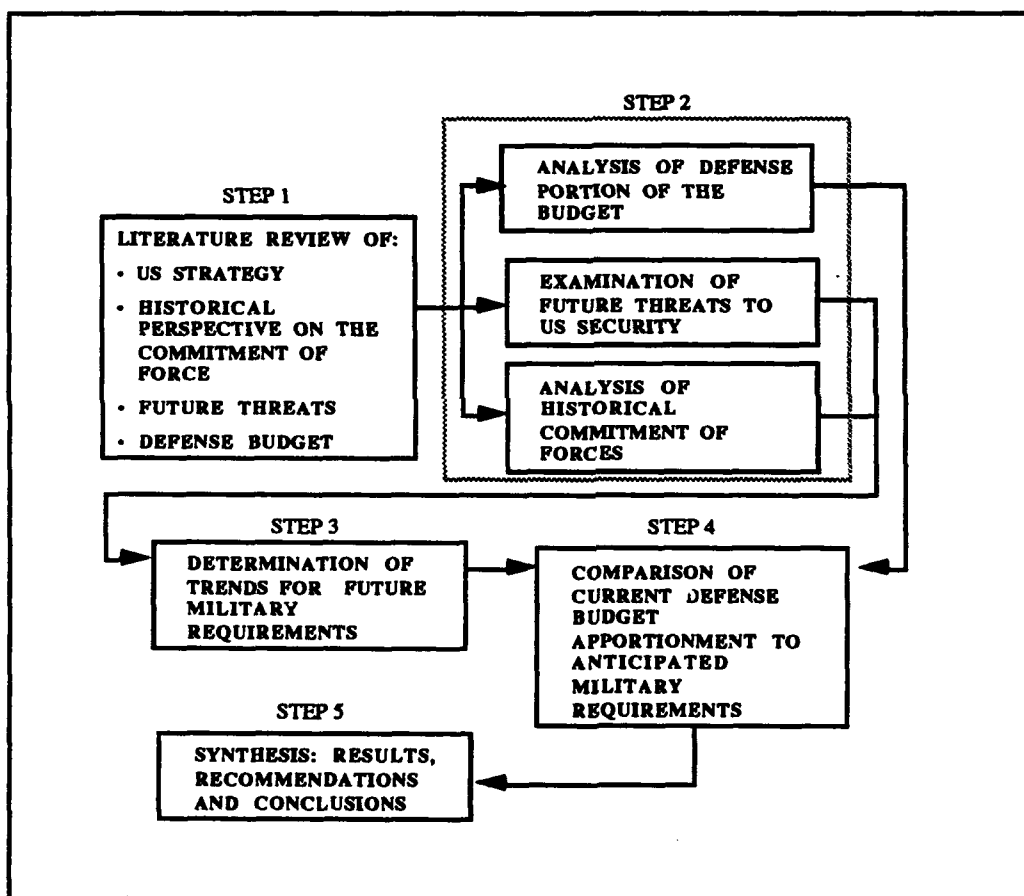 STEP 1
LITERATURE REVIEW OF:
• US STRATEGY
• HISTORICAL
PERSPECTIVE ON THE
COMMITMENT OF
FORCE
• FUTURE THREATS
• DEFENSE BUDGET
STEP 2
ANALYSIS OF DEFENSE
PORTION OF THE
BUDGET
EXAMINATION OF
FUTURE THREATS TO
US SECURITY
ANALYSIS OF
HISTORICAL
COMMITMENT OF
FORCES
STEP 3
DETERMINATION OF
TRENDS FOR FUTURE
MILITARY
REQUIREMENTS
STEP 4
COMPARISON OF
CURRENT DEFENSE
BUDGET
APPORTIONMENT TO
ANTICIPATED
MILITARY
REQUIREMENTS
STEP 5
SYNTHESIS: RESULTS,
RECOMMENDATIONS
AND CONCLUSIONS